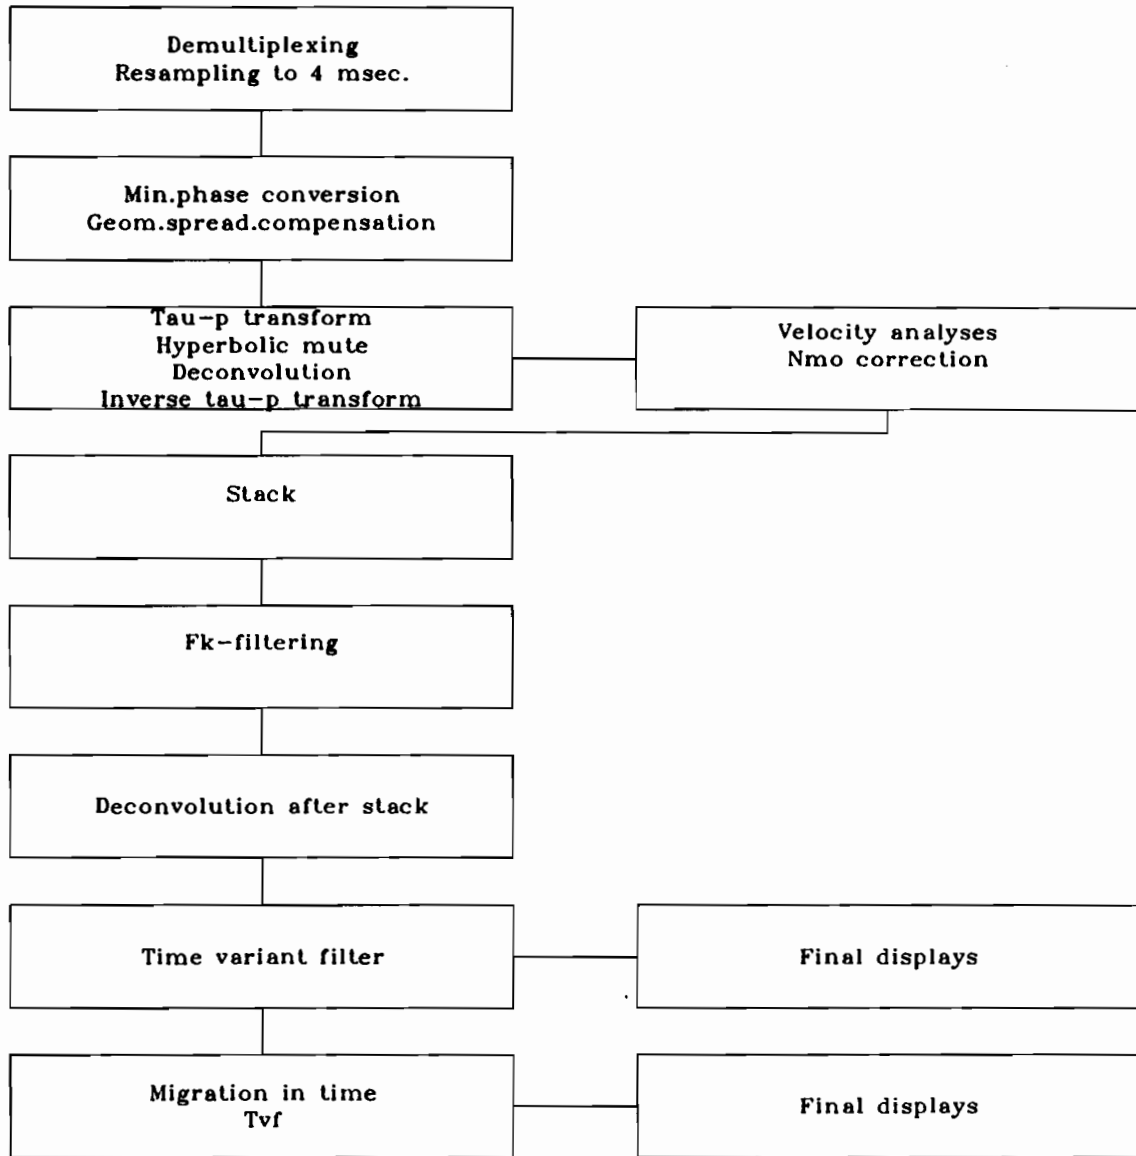 Demultiplexing
Resampling to 4 msec.
Min.phase conversion
Geom.spread.compensation
Tau-p transform
Hyperbolic mute
Deconvolution
Inverse tau-p transform
Velocity analyses
Nmo correction
Stack
Fk-filtering
Deconvolution after stack
Time variant filter
Final displays
Migration in time
Tvf
Final displays